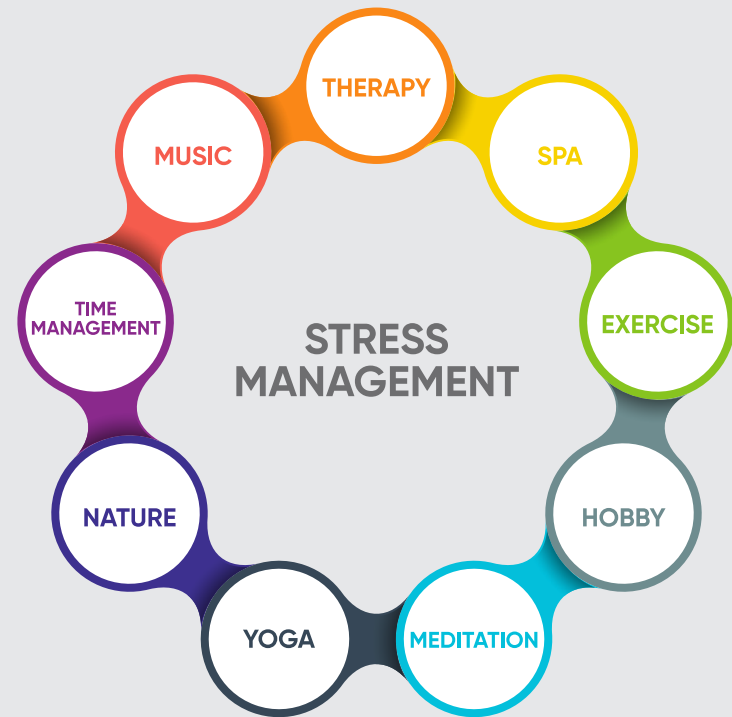 THERAPY
SPA
EXERCISE
HOBBY
MEDITATION
YOGA
NATURE
TIME
MANAGEMENT
MUSIC
STRESS
MANAGEMENT